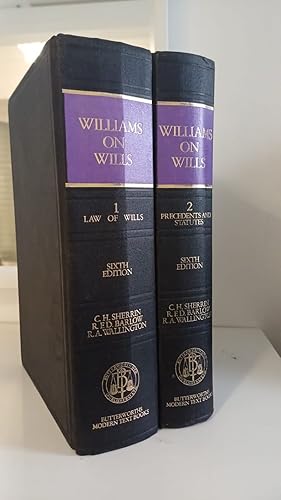 WILLIAMS
ON
WILLS
1
LAW OF WILLS
SIXTH
EDITION
C. H. SHERRIN
R. F. D. BARLOW
R. A. WALLINGTON
BUTTERWORTHS
MODERN TEXT BOOKS
WILLIAMS
ON
WILLS
2
PRECEDENTS AND
STATUTES
SIXTH
EDITION
C. H. SHERRIN
R. F. D. BARLOW
R. A. WALLINGTON
BUTTERWORTHS
MODERN TEXT BOOKS